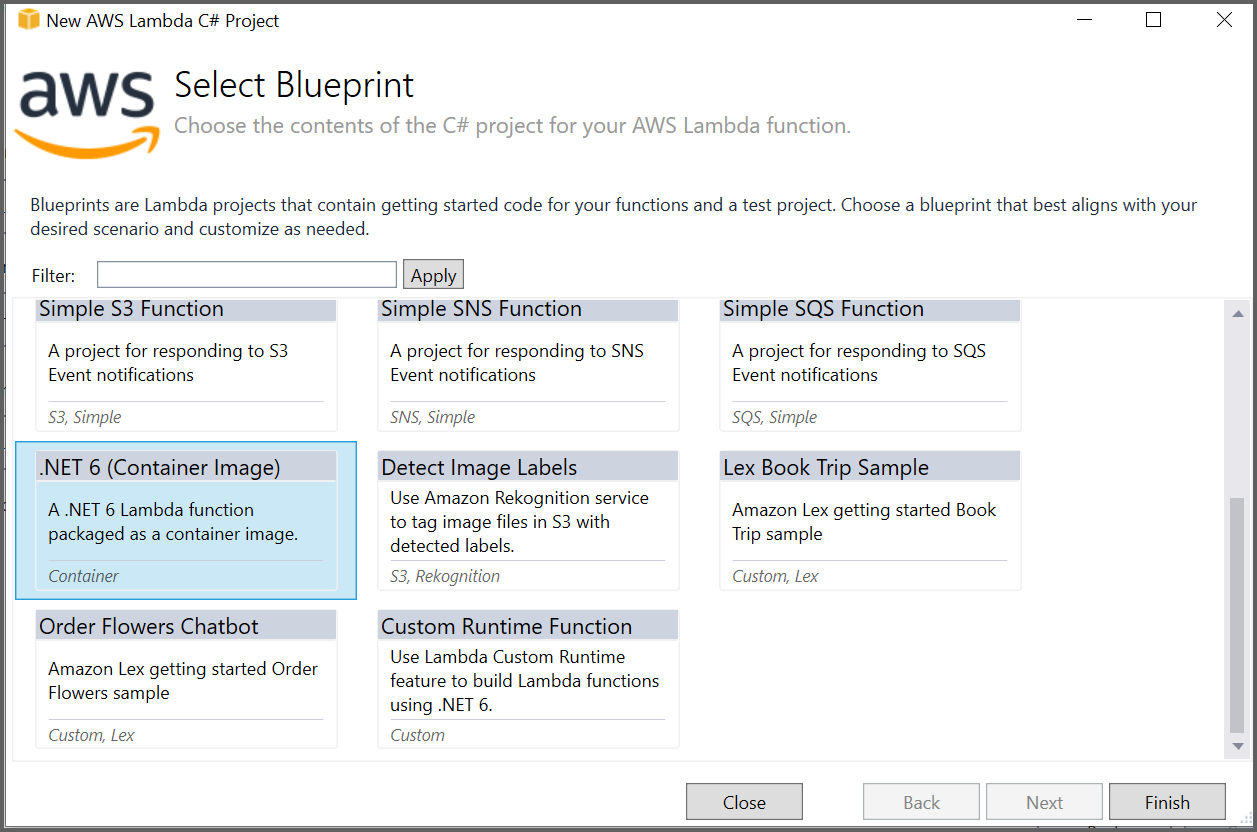 New AWS Lambda C# Project
aws
Select Blueprint
Choose the contents of the C# project for your AWS Lambda function.
Blueprints are Lambda projects that contain getting started code for your functions and a test project. Choose a blueprint that best aligns with your
desired scenario and customize as needed.
Filter:
Apply
Simple S3 Function
A project for responding to S3
Event notifications
S3, Simple
Simple SNS Function
A project for responding to SNS
Event notifications
SNS, Simple
Simple SQS Function
A project for responding to SQS
Event notifications
SQS, Simple
.NET 6 (Container Image)
A .NET 6 Lambda function
packaged as a container image.
Container
Detect Image Labels
Use Amazon Rekognition service
to tag image files in S3 with
detected labels.
S3, Rekognition
Lex Book Trip Sample
Amazon Lex getting started Book
Trip sample
Custom, Lex
Order Flowers Chatbot
Amazon Lex getting started Order
Flowers sample
Custom, Lex
Custom Runtime Function
Use Lambda Custom Runtime
feature to build Lambda functions
using .NET 6.
Custom
Close
Back
Next
Finish